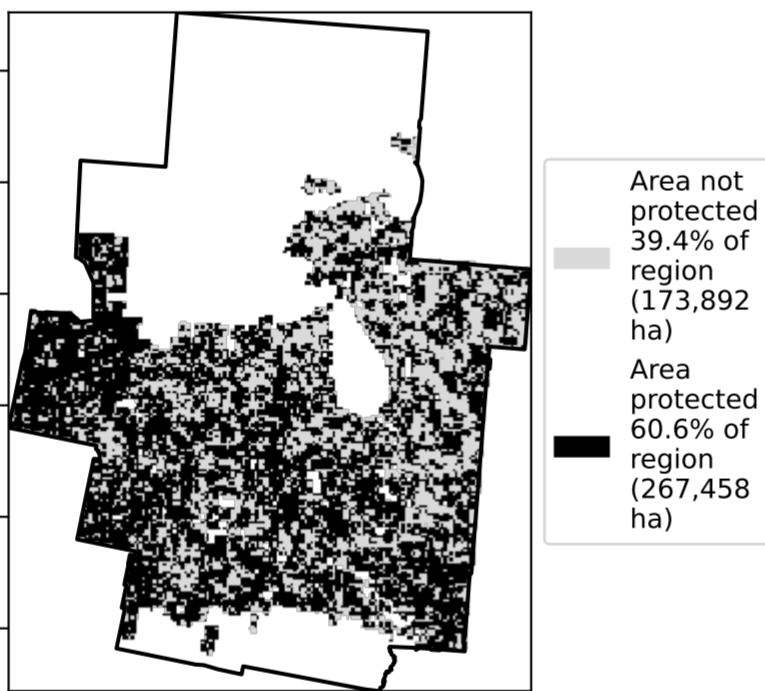 Area not
protected
39.4% of
region
(173,892
ha)
Area
protected
60.6% of
region
(267,458
ha)